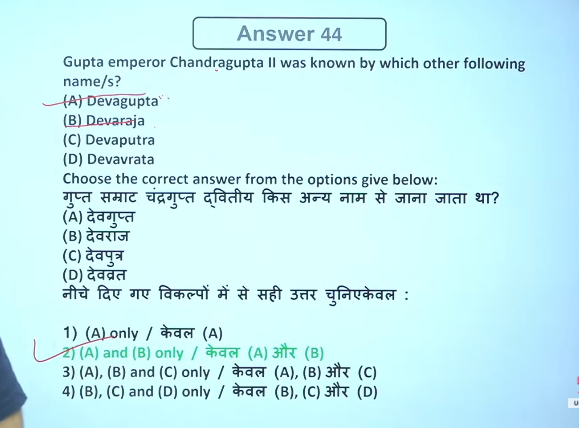 Answer 44
Gupta emperor Chandragupta II was known by which other following
name/s?
(A) Devagupta
(B) Devaraja
(C) Devaputra
(D) Devavrata
Choose the correct answer from the options give below:
गुप्त सम्राट चंद्रगुप्त द्वितीय किस अन्य नाम से जाना जाता था?
(A) देवगुप्त
(B) देवराज
(C) देवपुत्र
(D) देवव्रत
नीचे दिए गए विकल्पों में से सही उत्तर चुनिएकेवल :
1) (A) only / केवल (A)
2) (A) and (B) only / केवल (A) और (B)
3) (A), (B) and (C) only / केवल (A), (B) और (C)
4) (B), (C) and (D) only / केवल (B), (C) और (D)